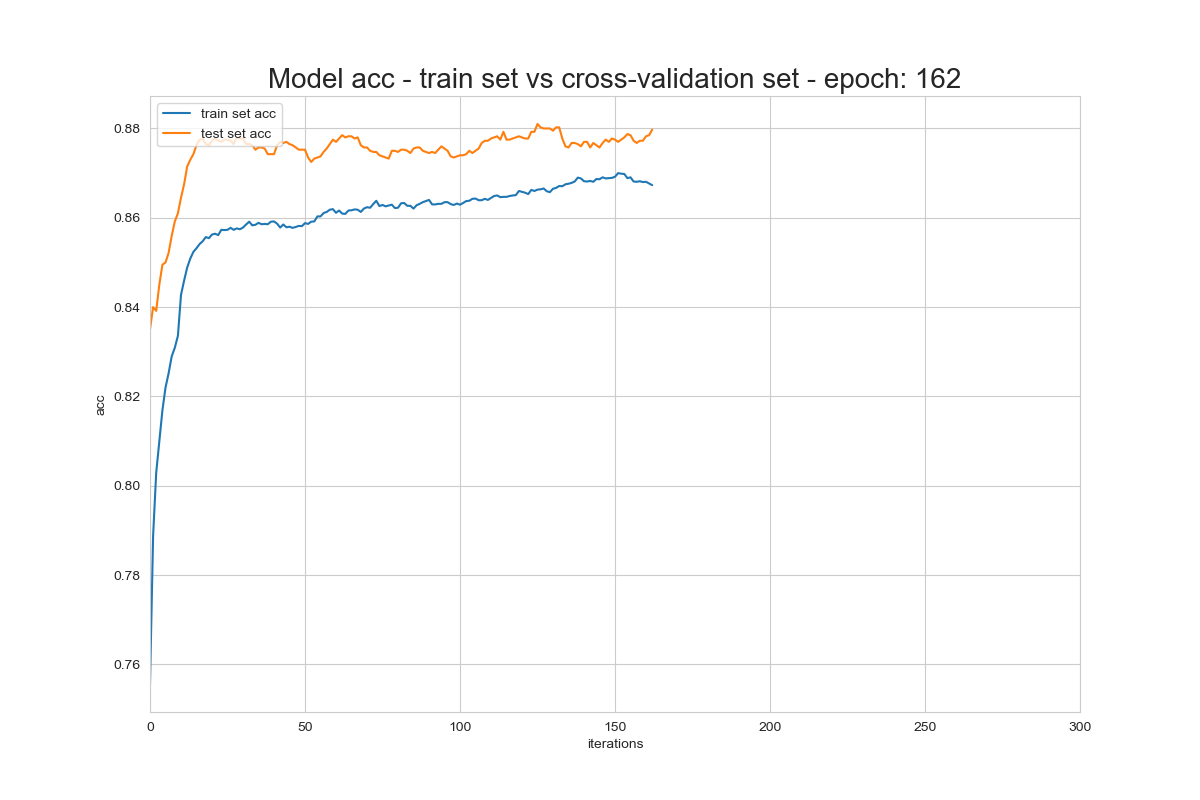 Model acc - train set vs cross-validation set - epoch: 162
train set acc
test set acc
0.88
0.86
0.84
0.82
0.80
0.78
0.76
acc
0 50 100 150 200 250 300
iterations